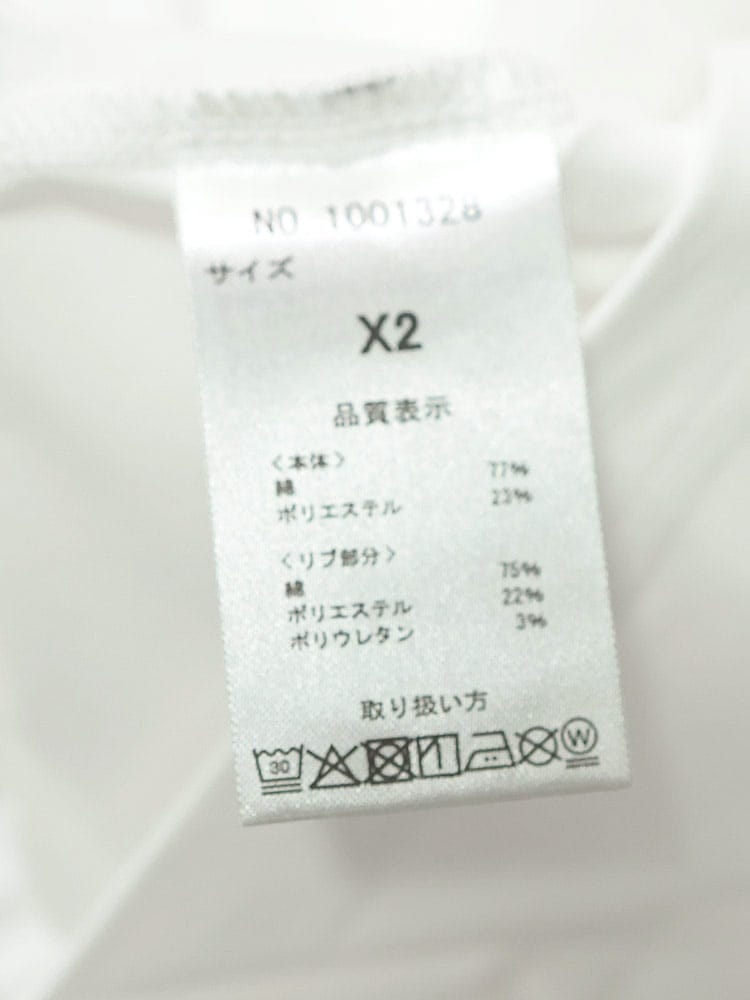 NO 1001328
サイズ
X2
品質表示
〈本体〉
綿 77%
ポリエステル 23%
〈リブ部分〉
綿 75%
ポリエステル 22%
ポリウレタン 3%
取り扱い方
30 W